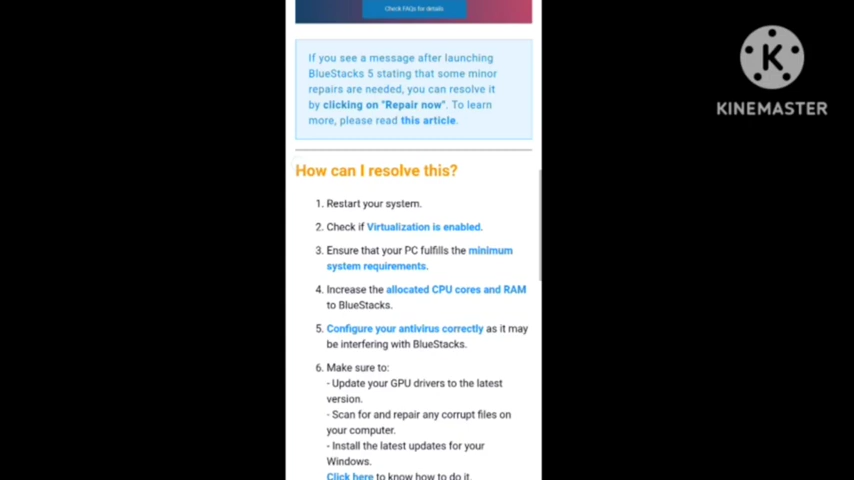 Check FAQs for details
If you see a message after launching
BlueStacks 5 stating that some minor
repairs are needed, you can resolve it
by clicking on "Repair now". To learn
more, please read this article.
How can I resolve this?
1. Restart your system.
2. Check if Virtualization is enabled.
3. Ensure that your PC fulfills the minimum
system requirements.
4. Increase the allocated CPU cores and RAM
to BlueStacks.
5. Configure your antivirus correctly as it may
be interfering with BlueStacks.
6. Make sure to:
- Update your GPU drivers to the latest
version.
- Scan for and repair any corrupt files on
your computer.
- Install the latest updates for your
Windows.
Click here to know how to do it.
K
KINEMASTER